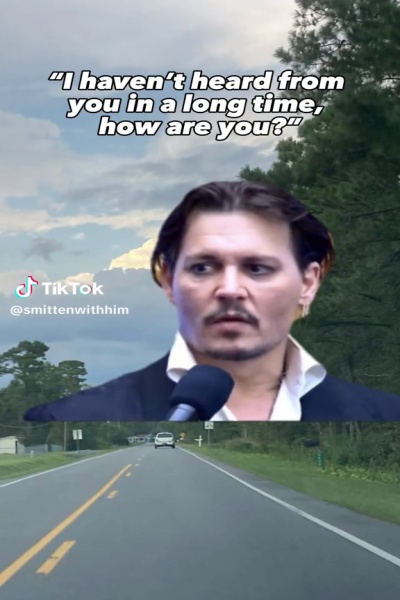 “I haven’t heard from
you in a long time,
how are you?”
TikTok
@smittenwithhim